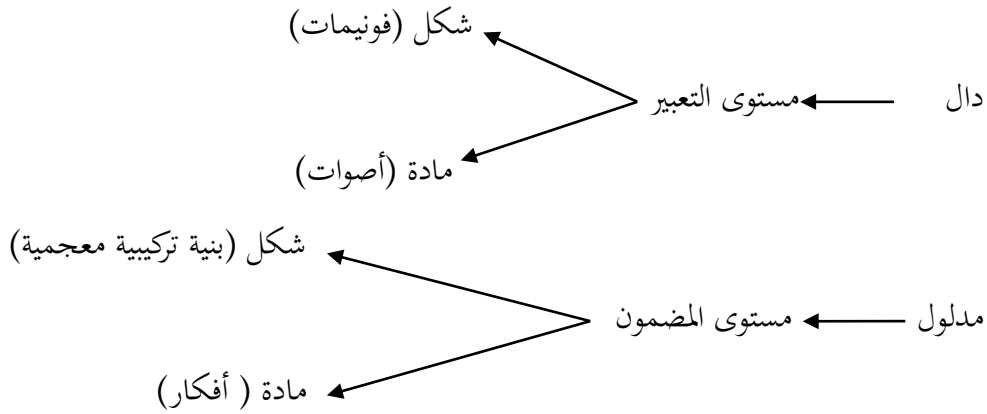 شكل (فونيمات)
دال مستوى التعبير
مادة (أصوات)
شكل (بنية تركيبية معجمية)
مدلول مستوى المضمون
مادة ( أفكار)